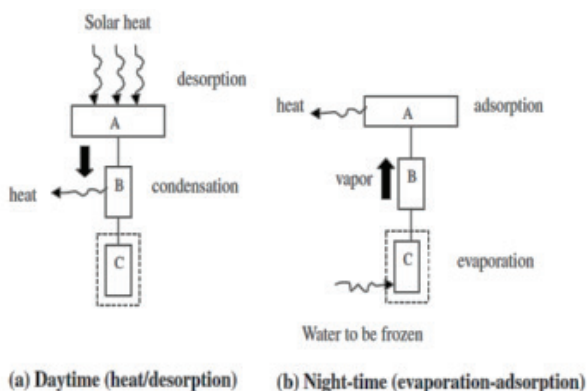 Solar heat
desorption
A
heat
B
condensation
C
(a) Daytime (heat/desorption)
heat
A
adsorption
vapor
B
C
evaporation
Water to be frozen
(b) Night-time (evaporation-adsorption)